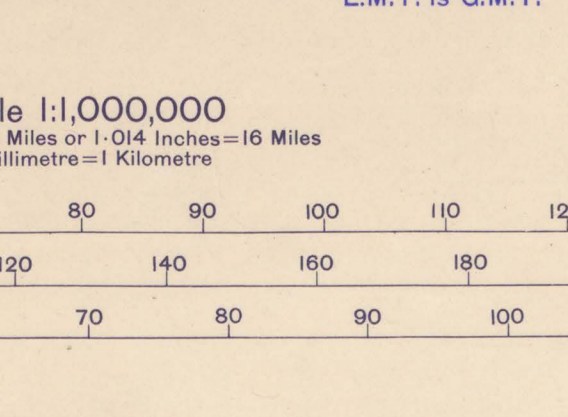 le 1:1,000,000
Miles or 1·014 Inches=16 Miles
illimetre=1 Kilometre
80 90 100 110 12
120 140 160 180
70 80 90 100